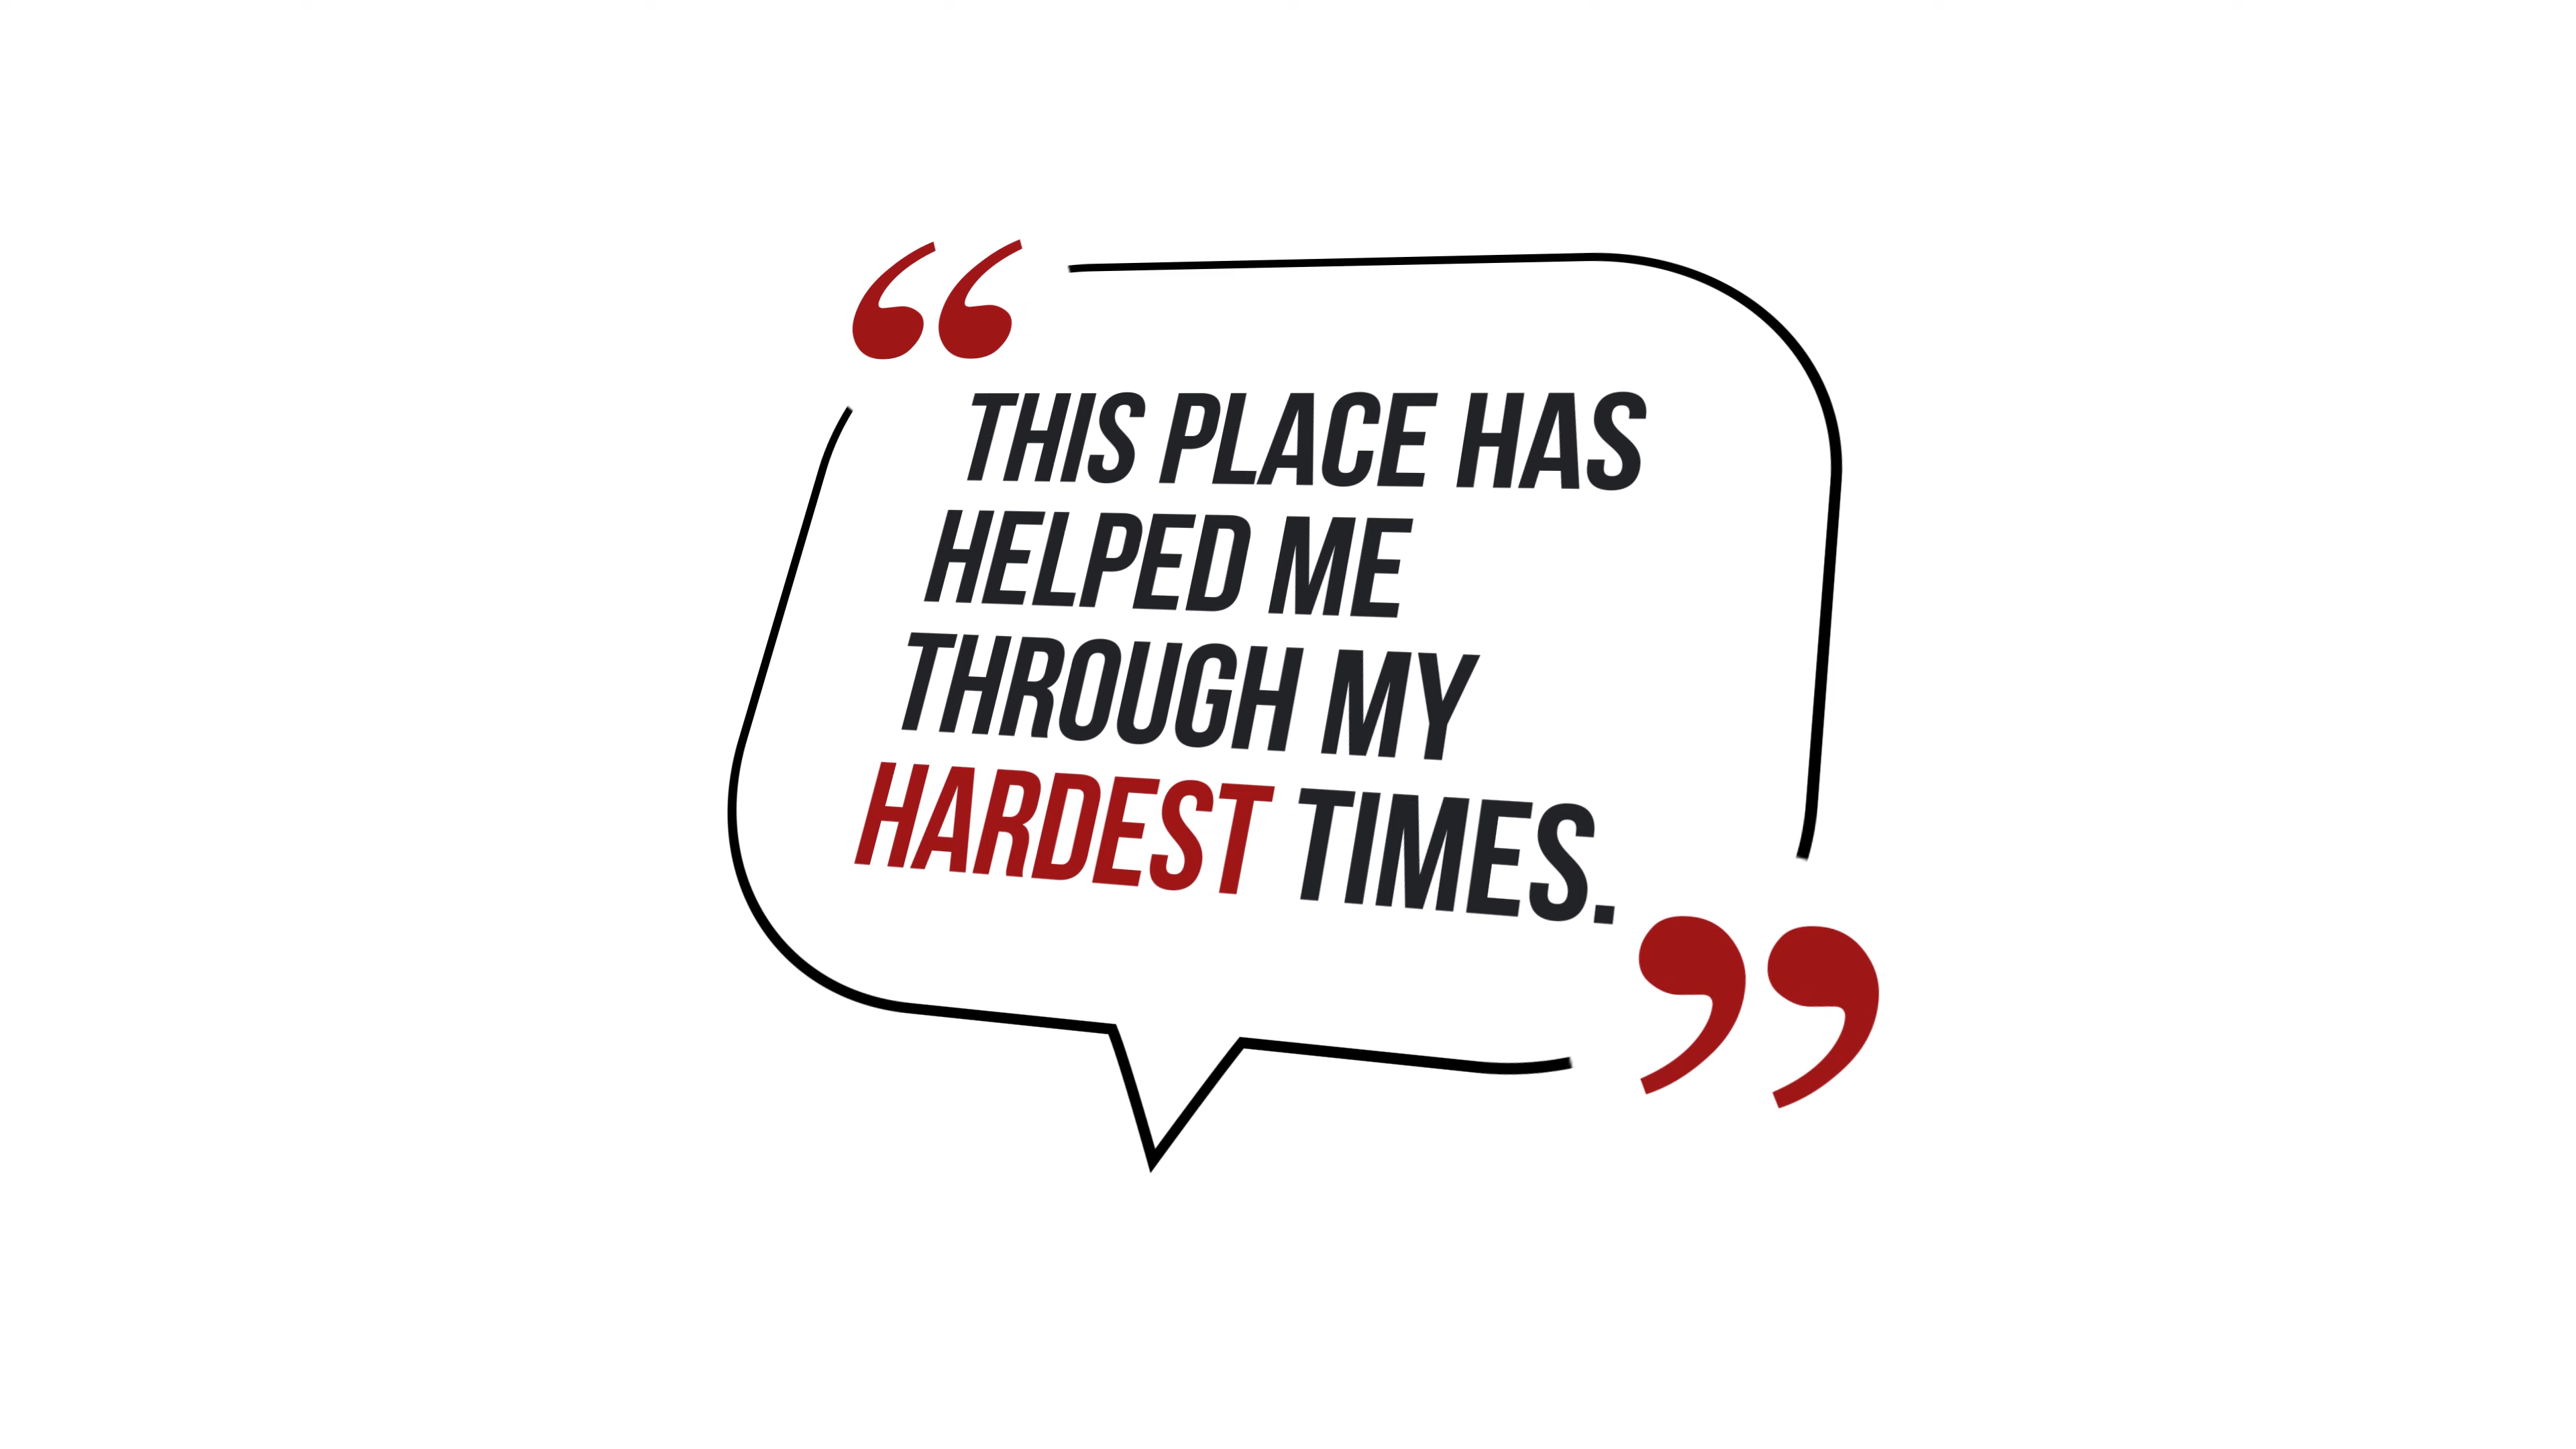 “
THIS PLACE HAS
HELPED ME
THROUGH MY
HARDEST TIMES.
”